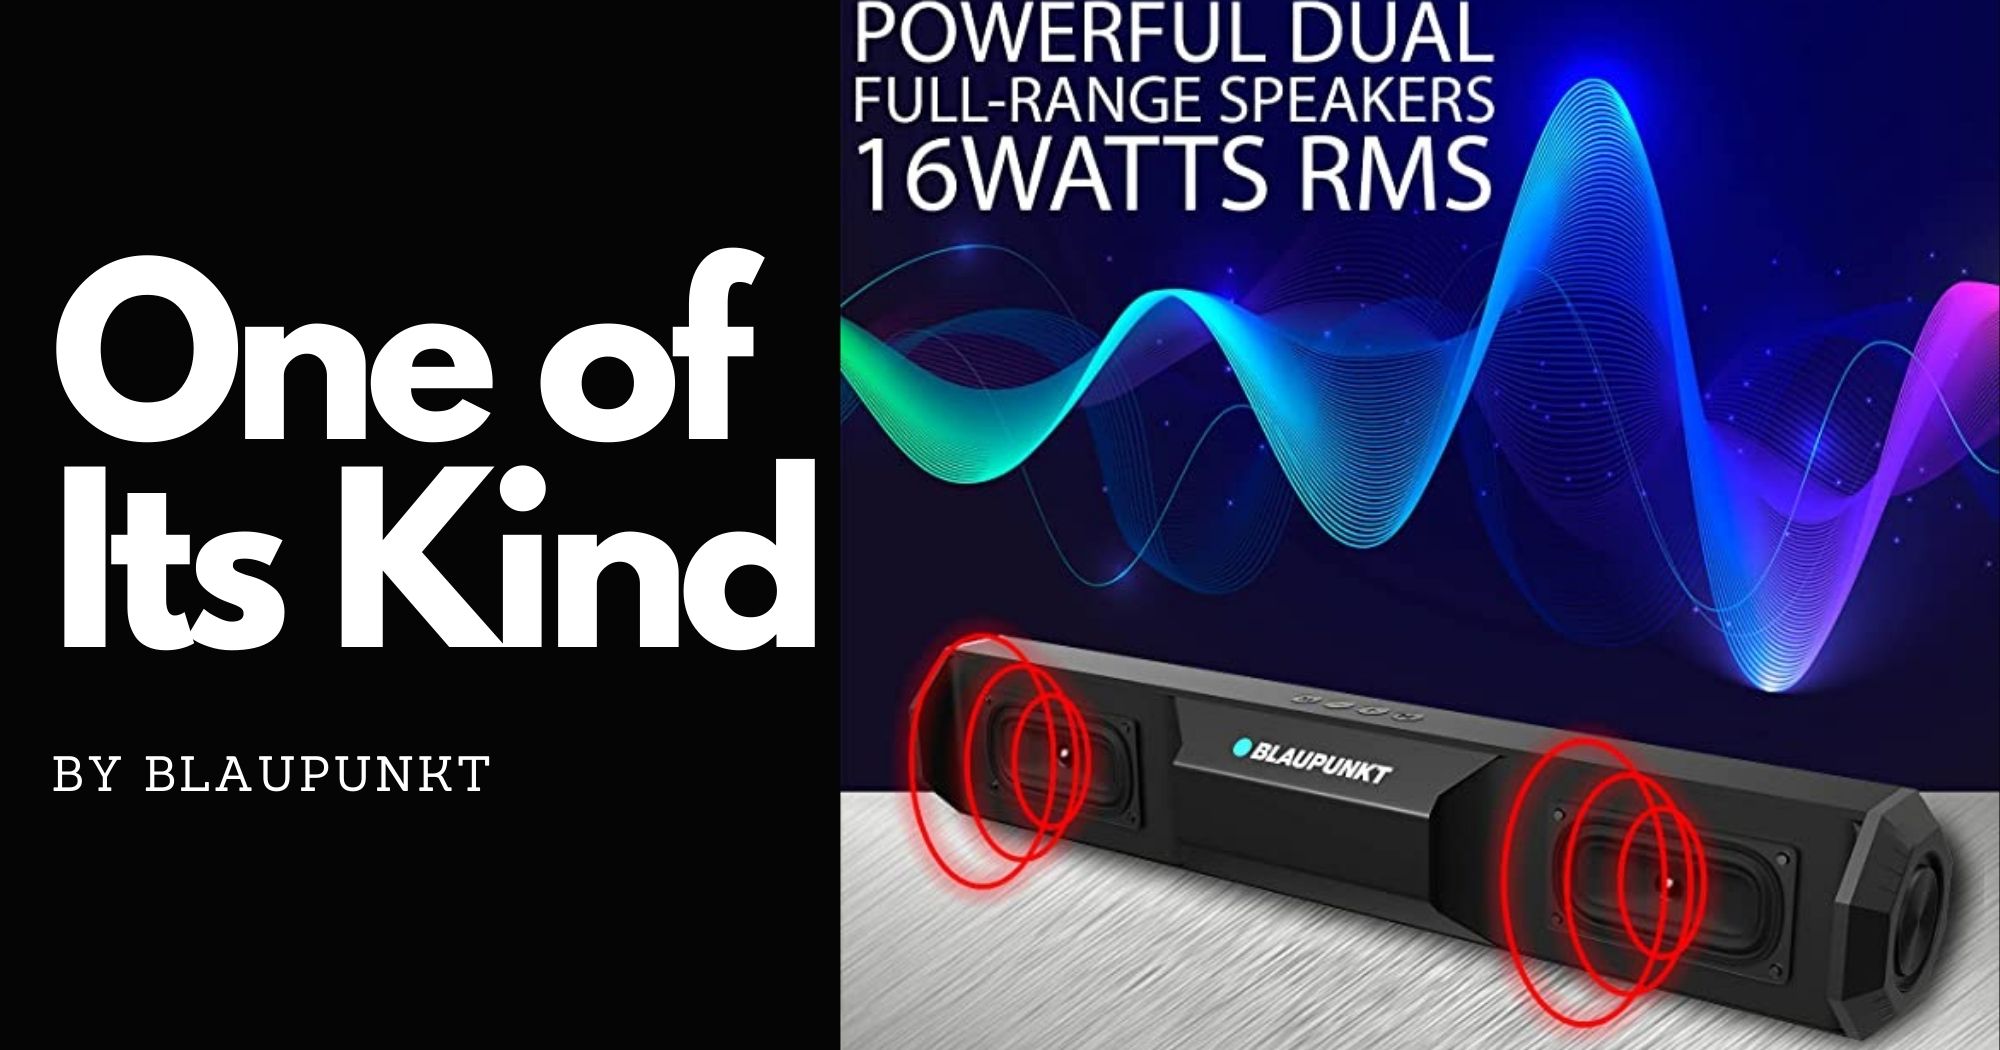 One of
Its Kind
BY BLAUPUNKT
POWERFUL DUAL
FULL-RANGE SPEAKERS
16WATTS RMS
BLAUPUNKT